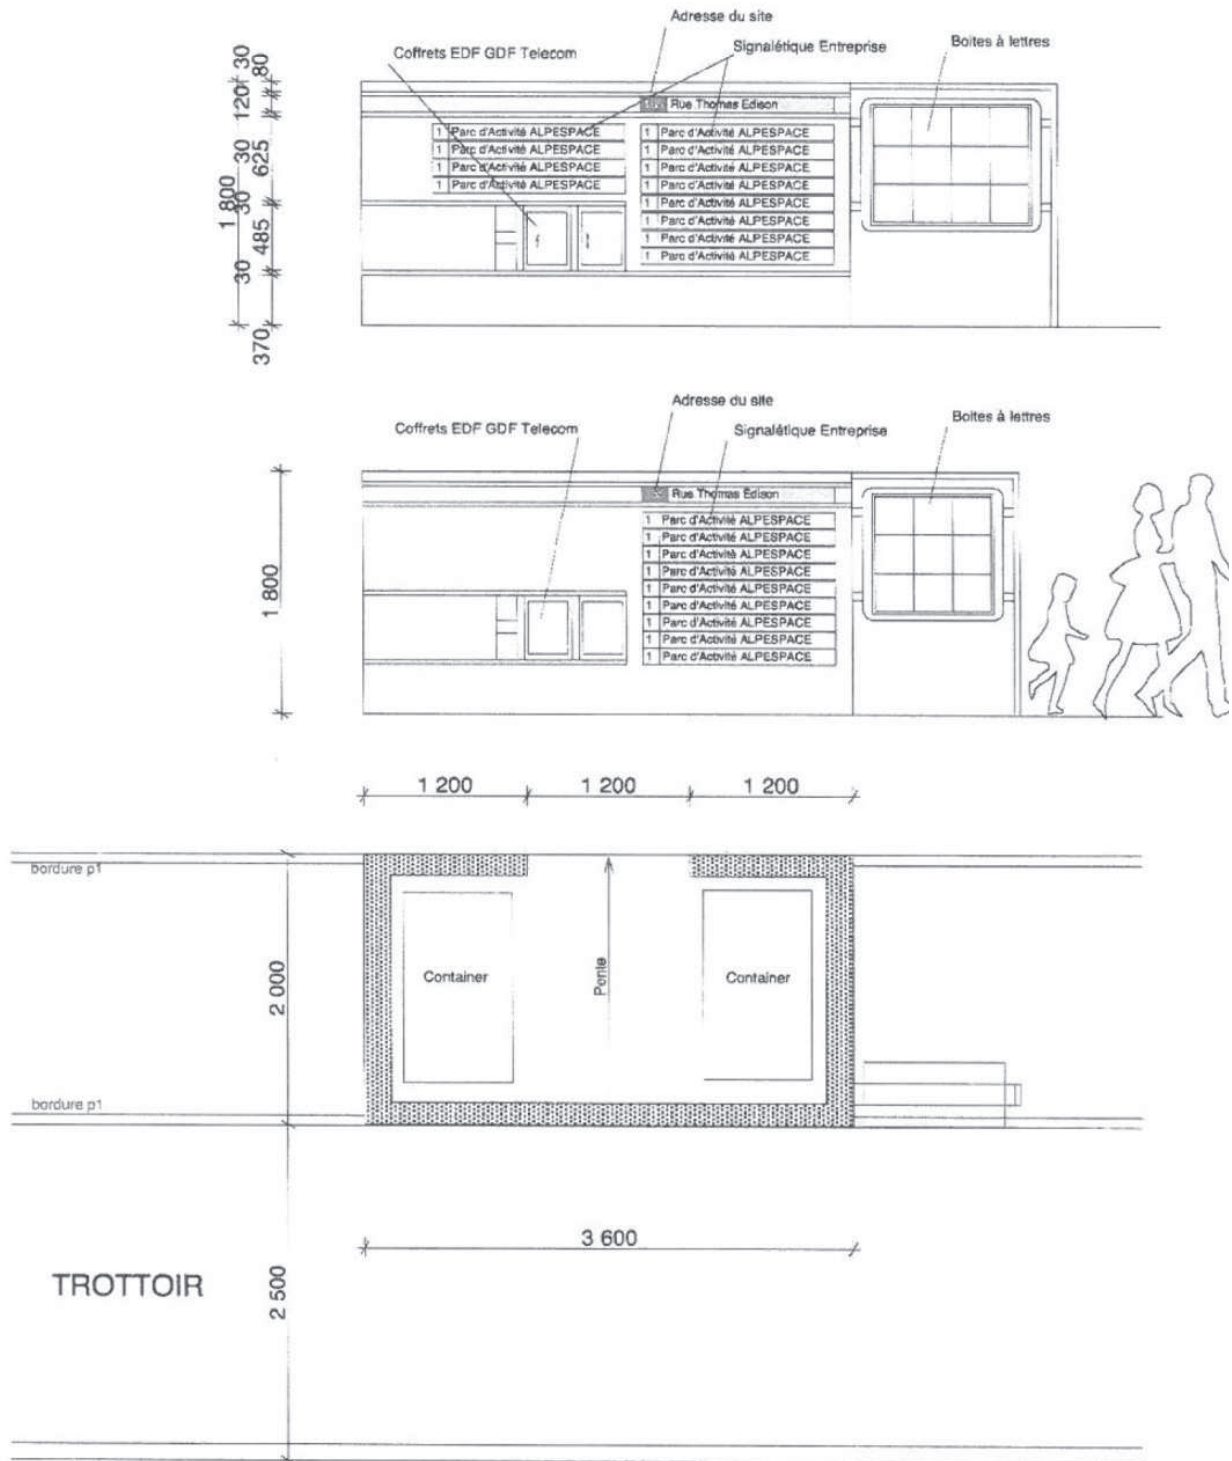 Adresse du site
Coffrets EDF GDF Telecom
Signalétique Entreprise
Boites à lettres
30
80
120
30
625
1 800
30
485
30
370
Rue Thomas Edison
1 Parc d'Activité ALPESPACE 1 Parc d'Activité ALPESPACE
1 Parc d'Activité ALPESPACE 1 Parc d'Activité ALPESPACE
1 Parc d'Activité ALPESPACE 1 Parc d'Activité ALPESPACE
1 Parc d'Activité ALPESPACE 1 Parc d'Activité ALPESPACE
1 Parc d'Activité ALPESPACE
1 Parc d'Activité ALPESPACE
1 Parc d'Activité ALPESPACE
1 Parc d'Activité ALPESPACE
Adresse du site
Coffrets EDF GDF Telecom
Signalétique Entreprise
Boites à lettres
1 800
Rue Thomas Edison
1 Parc d'Activité ALPESPACE
1 Parc d'Activité ALPESPACE
1 Parc d'Activité ALPESPACE
1 Parc d'Activité ALPESPACE
1 Parc d'Activité ALPESPACE
1 Parc d'Activité ALPESPACE
1 Parc d'Activité ALPESPACE
1 Parc d'Activité ALPESPACE
1 Parc d'Activité ALPESPACE
1 200 1 200 1 200
bordure p1
2 000
Container
Pente
Container
bordure p1
3 600
TROTTOIR
2 500